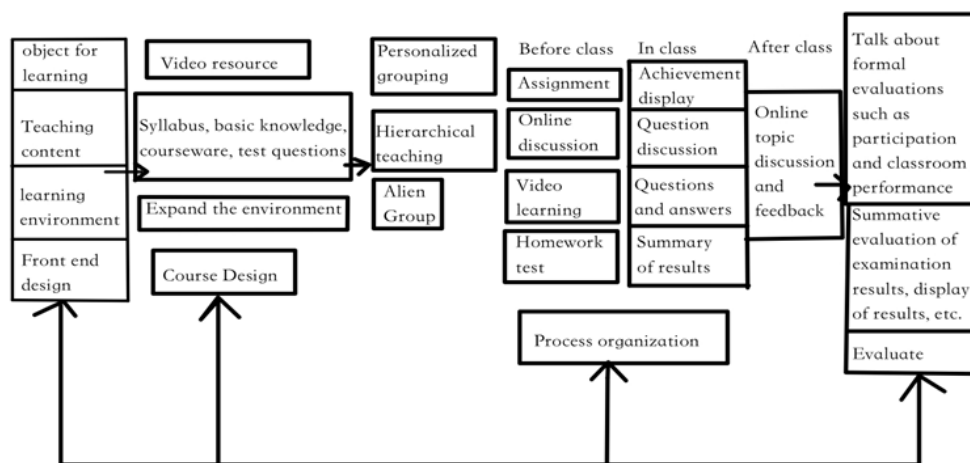 object for
learning
Teaching
content
learning
environment
Front end
design
Video resource
Syllabus, basic knowledge,
courseware, test questions
Expand the environment
Course Design
Personalized
grouping
Hierarchical
teaching
Alien
Group
Before class
Assignment
Online
discussion
Video
learning
Homework
test
In class
Achievement
display
Question
discussion
Questions
and answers
Summary
of results
After class
Online
topic
discussion
and
feedback
Process organization
Talk about
formal
evaluations
such as
participation
and classroom
performance
Summative
evaluation of
examination
results, display
of results, etc.
Evaluate